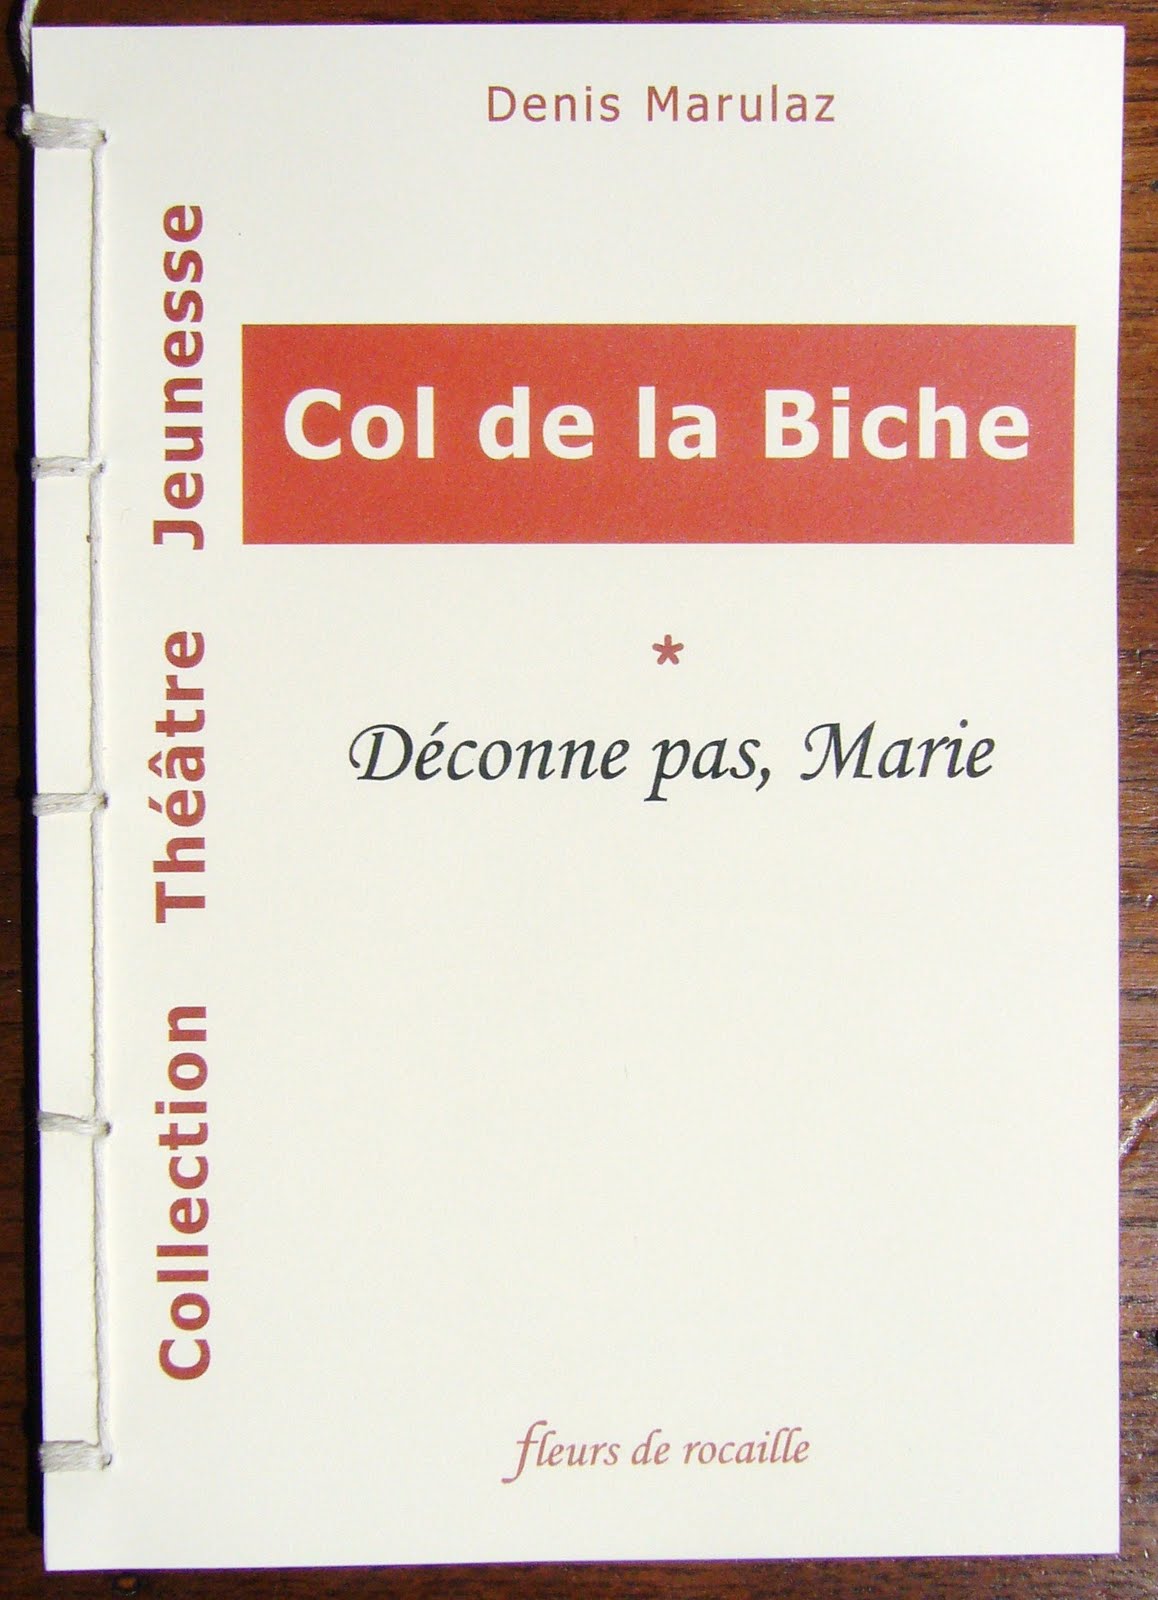 Denis Marulaz
Collection Théâtre Jeunesse
Col de la Biche
*
Déconne pas, Marie
fleurs de rocaille